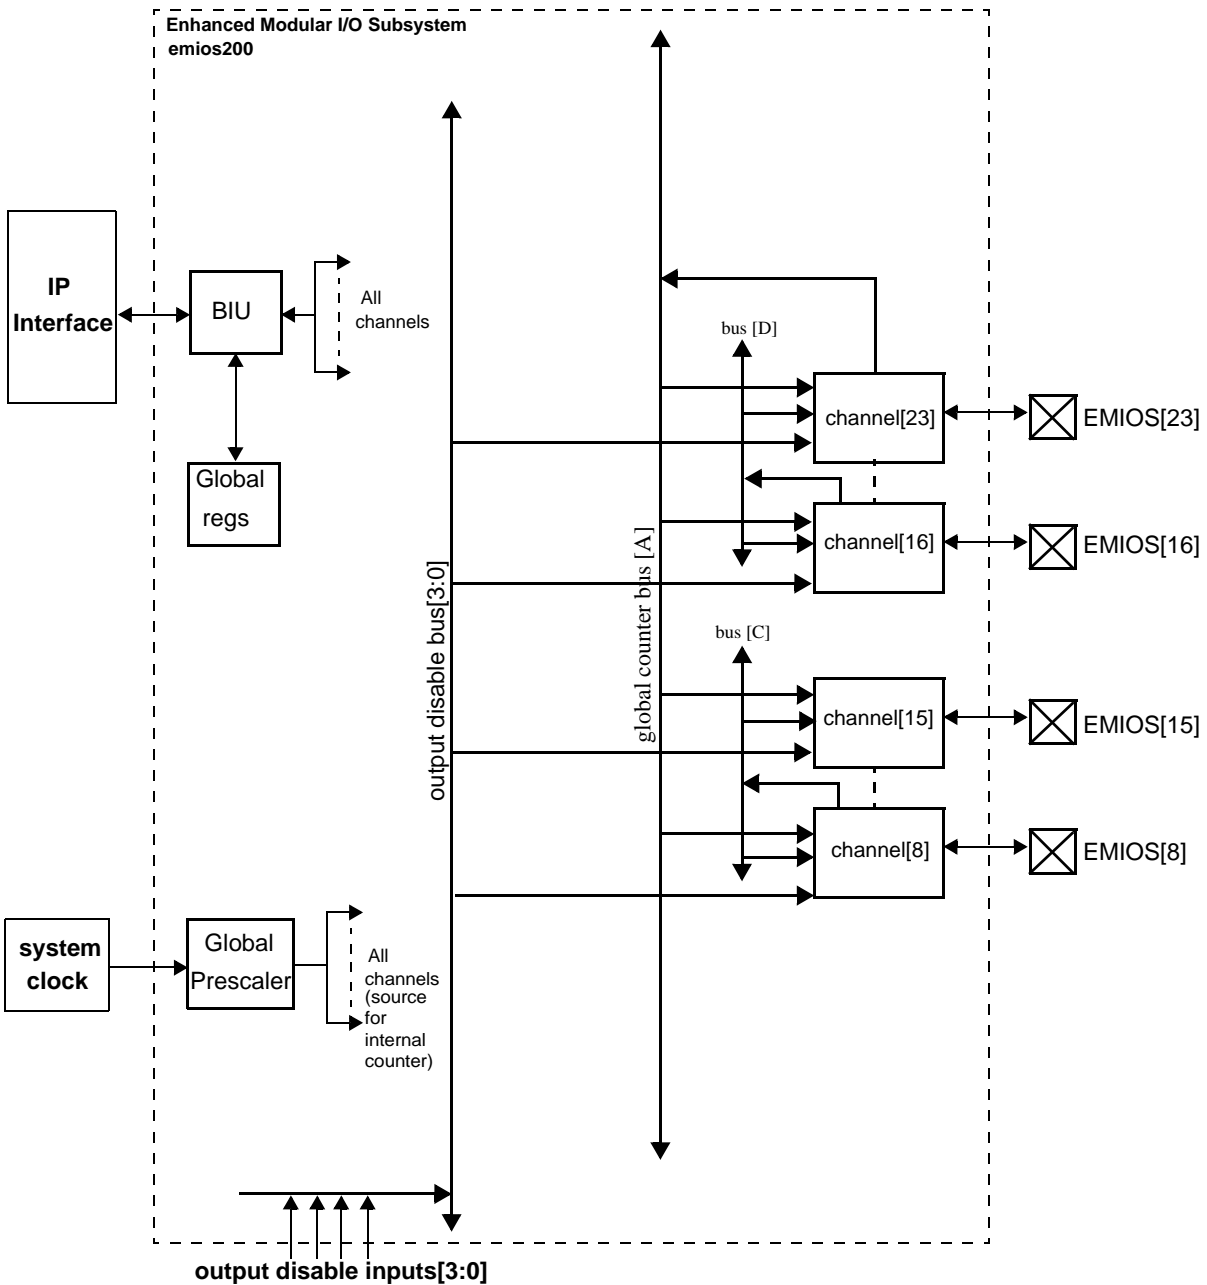 Enhanced Modular I/O Subsystem
emios200
IP
Interface
BIU
All
channels
Global
regs
bus [D]
channel[23]
EMIOS[23]
channel[16]
EMIOS[16]
output disable bus[3:0]
global counter bus [A]
bus [C]
channel[15]
EMIOS[15]
channel[8]
EMIOS[8]
system
clock
Global
Prescaler
All
channels
(source
for
internal
counter)
output disable inputs[3:0]